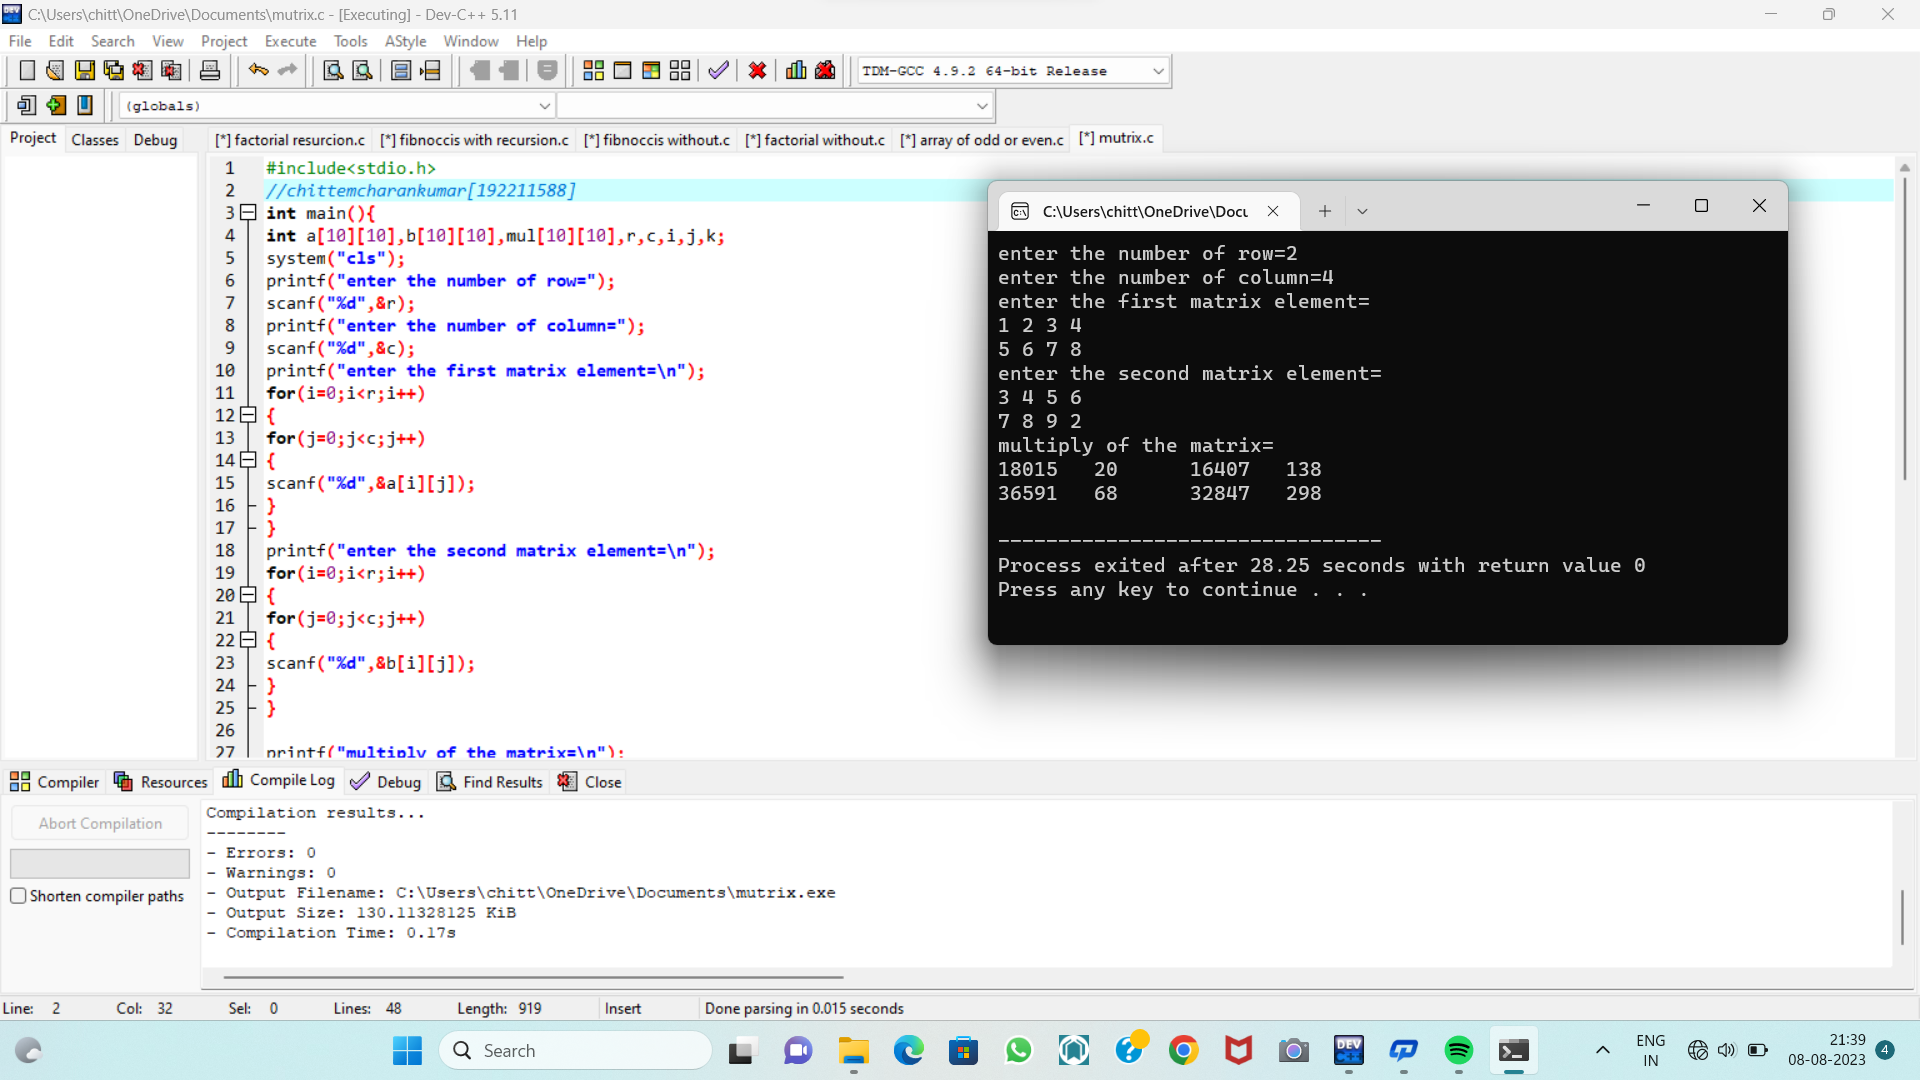 C:\Users\chitt\OneDrive\Documents\mutrix.c - [Executing] - Dev-C++ 5.11
File Edit Search View Project Execute Tools AStyle Window Help
TDM-GCC 4.9.2 64-bit Release
(globals)
Project Classes Debug
[*] factorial resurcion.c [*] fibnoccis with recursion.c [*] fibnoccis without.c [*] factorial without.c [*] array of odd or even.c [*] mutrix.c
1 #include<stdio.h>
2 //chittemcharankumar[192211588]
3 int main(){
4 int a[10][10],b[10][10],mul[10][10],r,c,i,j,k;
5 system("cls");
6 printf("enter the number of row=");
7 scanf("%d",&r);
8 printf("enter the number of column=");
9 scanf("%d",&c);
10 printf("enter the first matrix element=\n");
11 for(i=0;i<r;i++)
12 {
13 for(j=0;j<c;j++)
14 {
15 scanf("%d",&a[i][j]);
16 }
17 }
18 printf("enter the second matrix element=\n");
19 for(i=0;i<r;i++)
20 {
21 for(j=0;j<c;j++)
22 {
23 scanf("%d",&b[i][j]);
24 }
25 }
26
27 printf("multiply of the matrix=\n");
C:\Users\chitt\OneDrive\Docu
enter the number of row=2
enter the number of column=4
enter the first matrix element=
1 2 3 4
5 6 7 8
enter the second matrix element=
3 4 5 6
7 8 9 2
multiply of the matrix=
18015 20 16407 138
36591 68 32847 298
--------------------------------
Process exited after 28.25 seconds with return value 0
Press any key to continue . . .
Compiler Resources Compile Log Debug Find Results Close
Abort Compilation
Shorten compiler paths
Compilation results...
--------
- Errors: 0
- Warnings: 0
- Output Filename: C:\Users\chitt\OneDrive\Documents\mutrix.exe
- Output Size: 130.11328125 KiB
- Compilation Time: 0.17s
Line: 2 Col: 32 Sel: 0 Lines: 48 Length: 919 Insert Done parsing in 0.015 seconds
Search
DEV C++
ENG
IN
21:39
08-08-2023
4